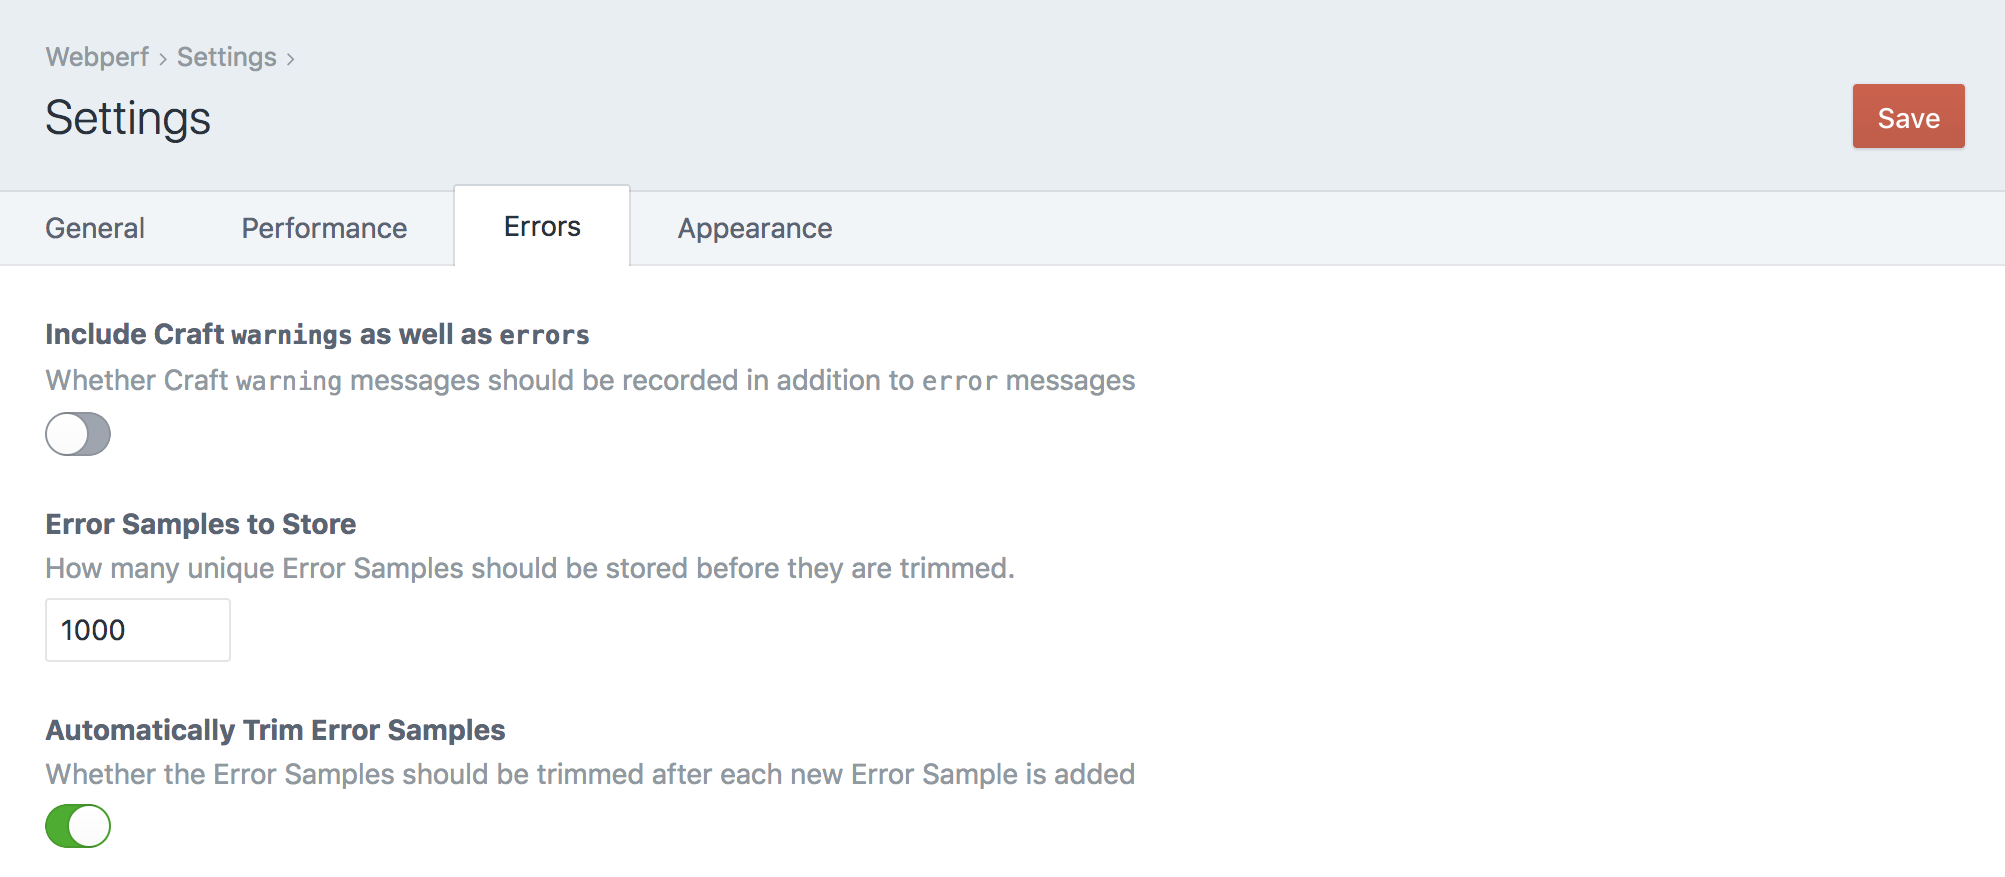 Webperf › Settings ›
Settings
Save
General Performance Errors Appearance
Include Craft warnings as well as errors
Whether Craft warning messages should be recorded in addition to error messages
Error Samples to Store
How many unique Error Samples should be stored before they are trimmed.
1000
Automatically Trim Error Samples
Whether the Error Samples should be trimmed after each new Error Sample is added